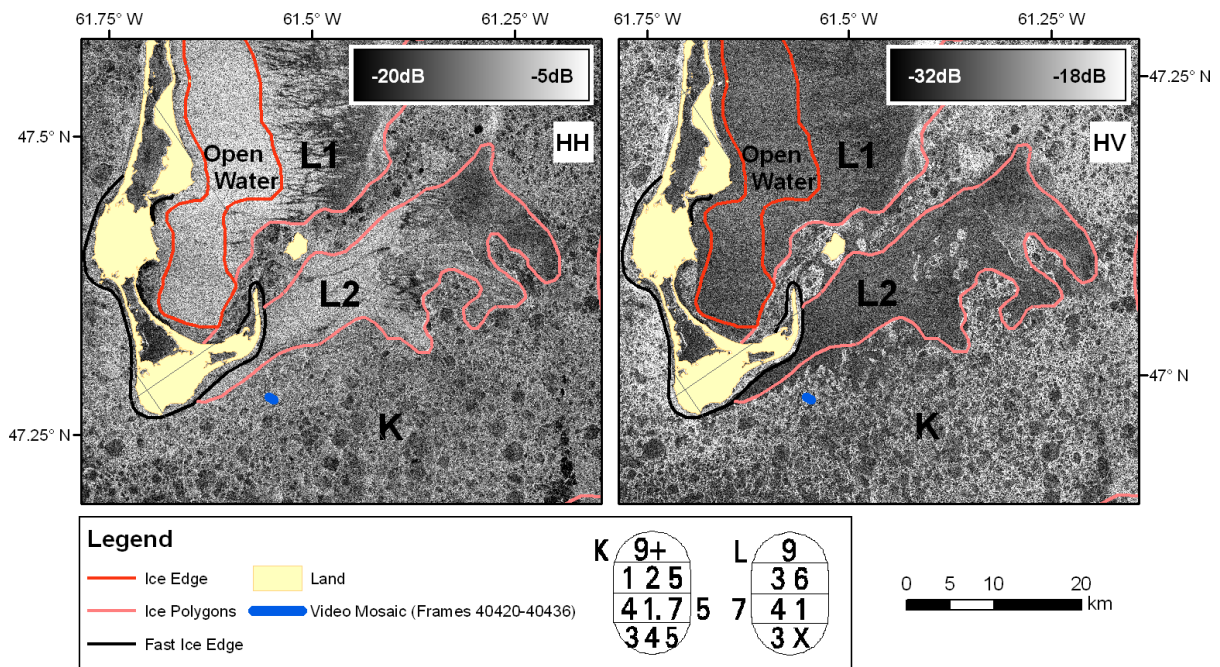 61.75° W 61.5° W 61.25° W
61.75° W 61.5° W 61.25° W
-20dB -5dB
-32dB -18dB
47.25° N
47.5° N
HH
HV
Open
Water
L1
Open
Water
L1
L2
L2
47° N
K
K
47.25° N
Legend
Ice Edge
Land
Ice Polygons
Video Mosaic (Frames 40420-40436)
Fast Ice Edge
K 9+
1 2 5
4 1. 7 5
3 4 5
L 9
3 6
7 4 1
3 X
0 5 10 20
km